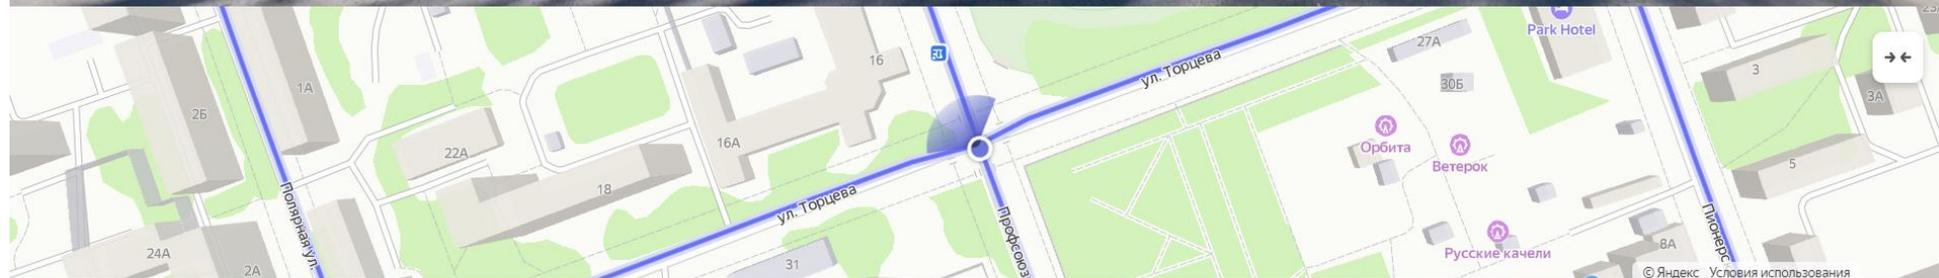 Park Hotel
27А
16
1А
3
30Б
ул. Торцева
3А
2Б
Орбита
16А
Ветерок
22А
5
18
ул. Торцева
Полярная ул.
Профсоюз
Пионерс
31
8А
24А
Русские качели
2А
© Яндекс Условия использования